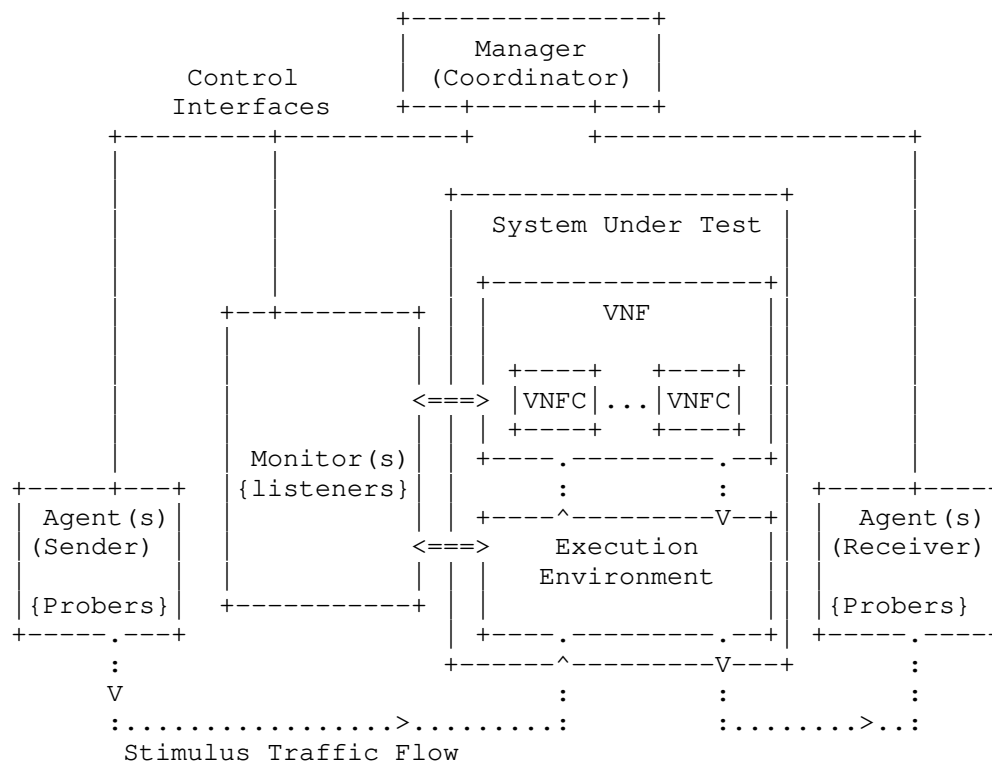 Manager
Control (Coordinator)
Interfaces
System Under Test
VNF
<===> |VNFC|...|VNFC|
Monitor(s)
{listeners}
Agent(s) Agent(s)
(Sender) <===> Execution (Receiver)
Environment
{Probers} {Probers}
V
Stimulus Traffic Flow